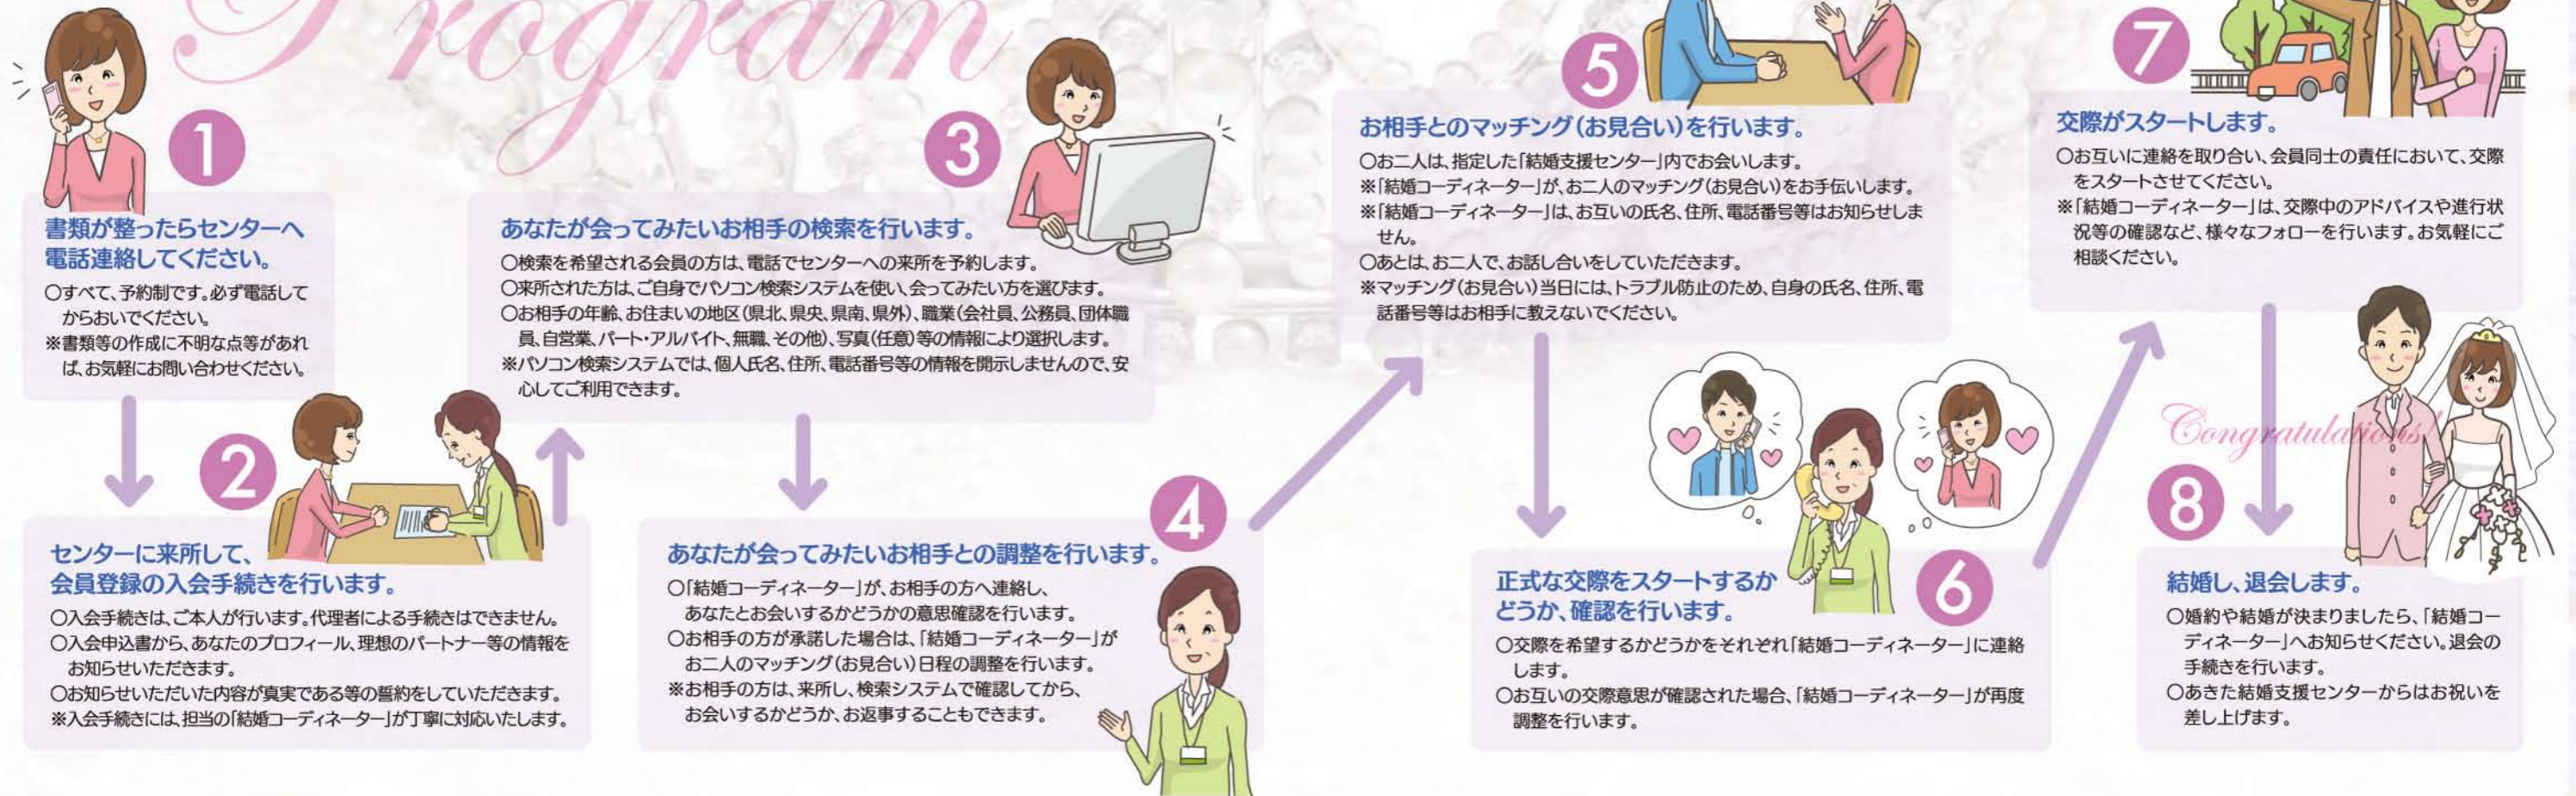 Program
1
書類が整ったらセンターへ
電話連絡してください。
○すべて、予約制です。必ず電話して
からおいでください。
※書類等の作成に不明な点等があれ
ば、お気軽にお問い合わせください。
2
センターに来所して、
会員登録の入会手続きを行います。
○入会手続きは、ご本人が行います。代理者による手続きはできません。
○入会申込書から、あなたのプロフィール、理想のパートナー等の情報を
お知らせいただきます。
○お知らせいただいた内容が真実である等の誓約をしていただきます。
※入会手続きには、担当の「結婚コーディネーター」が丁寧に対応いたします。
3
あなたが会ってみたいお相手の検索を行います。
○検索を希望される会員の方は、電話でセンターへの来所を予約します。
○来所された方は、ご自身でパソコン検索システムを使い、会ってみたい方を選びます。
○お相手の年齢、お住まいの地区(県北、県央、県南、県外)、職業(会社員、公務員、団体職
員、自営業、パート・アルバイト、無職、その他)、写真(任意)等の情報により選択します。
※パソコン検索システムでは、個人氏名、住所、電話番号等の情報を開示しませんので、安
心してご利用できます。
4
あなたが会ってみたいお相手との調整を行います。
○「結婚コーディネーター」が、お相手の方へ連絡し、
あなたとお会いするかどうかの意思確認を行います。
○お相手の方が承諾した場合は、「結婚コーディネーター」が
お二人のマッチング(お見合い)日程の調整を行います。
※お相手の方は、来所し、検索システムで確認してから、
お会いするかどうか、お返事することもできます。
5
お相手とのマッチング(お見合い)を行います。
○お二人は、指定した「結婚支援センター」内でお会いします。
※「結婚コーディネーター」が、お二人のマッチング(お見合い)をお手伝いします。
※「結婚コーディネーター」は、お互いの氏名、住所、電話番号等はお知らせしま
せん。
○あとは、お二人で、お話し合いをしていただきます。
※マッチング(お見合い)当日には、トラブル防止のため、自身の氏名、住所、電
話番号等はお相手に教えないでください。
6
正式な交際をスタートするか
どうか、確認を行います。
○交際を希望するかどうかをそれぞれ「結婚コーディネーター」に連絡
します。
○お互いの交際意思が確認された場合、「結婚コーディネーター」が再度
調整を行います。
7
交際がスタートします。
○お互いに連絡を取り合い、会員同士の責任において、交際
をスタートさせてください。
※「結婚コーディネーター」は、交際中のアドバイスや進行状
況等の確認など、様々なフォローを行います。お気軽にご
相談ください。
Congratulations!
8
結婚し、退会します。
○婚約や結婚が決まりましたら、「結婚コー
ディネーター」へお知らせください。退会の
手続きを行います。
○あきた結婚支援センターからはお祝いを
差し上げます。